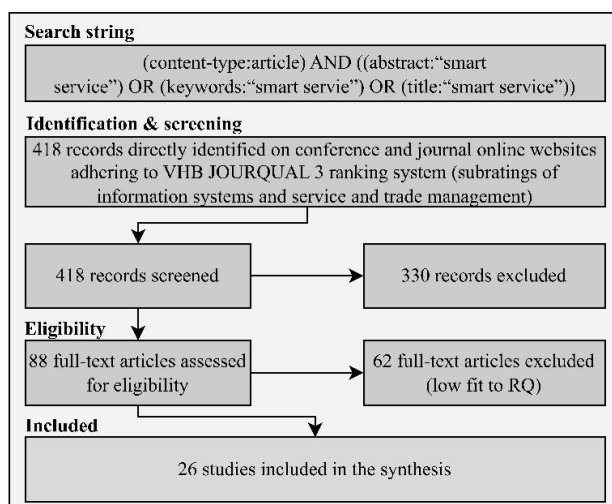 Search string
(content-type:article) AND ((abstract:“smart
service”) OR (keywords:“smart servie”) OR (title:“smart service”))
Identification & screening
418 records directly identified on conference and journal online websites
adhering to VHB JOURQUAL 3 ranking system (subratings of
information systems and service and trade management)
418 records screened
330 records excluded
Eligibility
88 full-text articles assessed
for eligibility
62 full-text articles excluded
(low fit to RQ)
Included
26 studies included in the synthesis